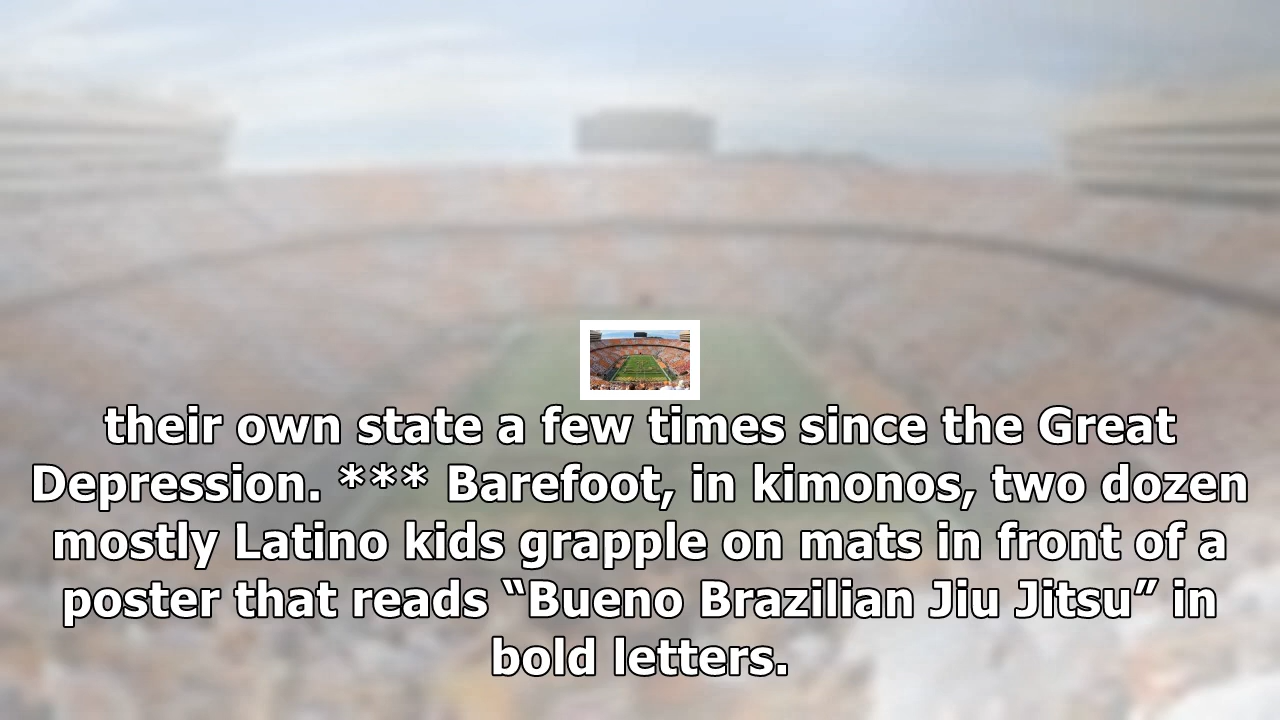 their own state a few times since the Great
Depression. *** Barefoot, in kimonos, two dozen
mostly Latino kids grapple on mats in front of a
poster that reads “Bueno Brazilian Jiu Jitsu” in
bold letters.